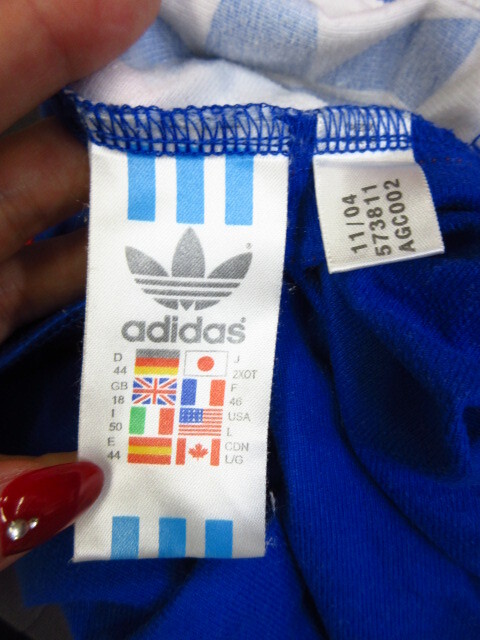 adidas®
D 44 J 2XOT
GB 18 F 46
I 50 USA L
E 44 CDN L/G
11/04
573811
AGC002